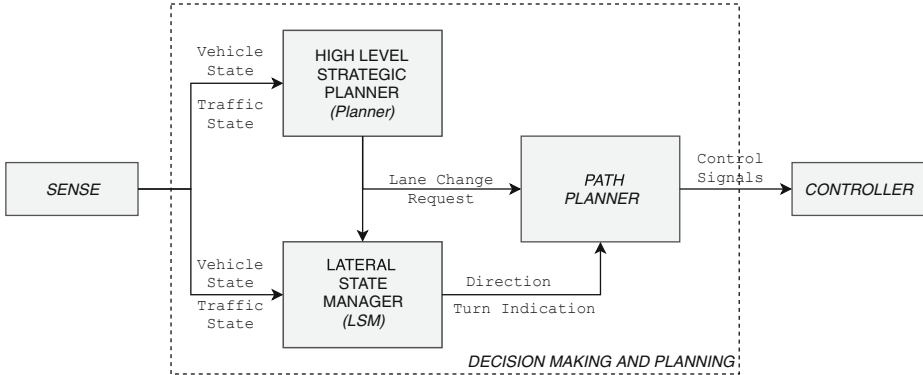 Vehicle
State
Traffic
State
HIGH LEVEL
STRATEGIC
PLANNER
(Planner)
SENSE
Lane Change
Request
PATH
PLANNER
Control
Signals
CONTROLLER
Vehicle
State
Traffic
State
LATERAL
STATE
MANAGER
(LSM)
Direction
Turn Indication
DECISION MAKING AND PLANNING